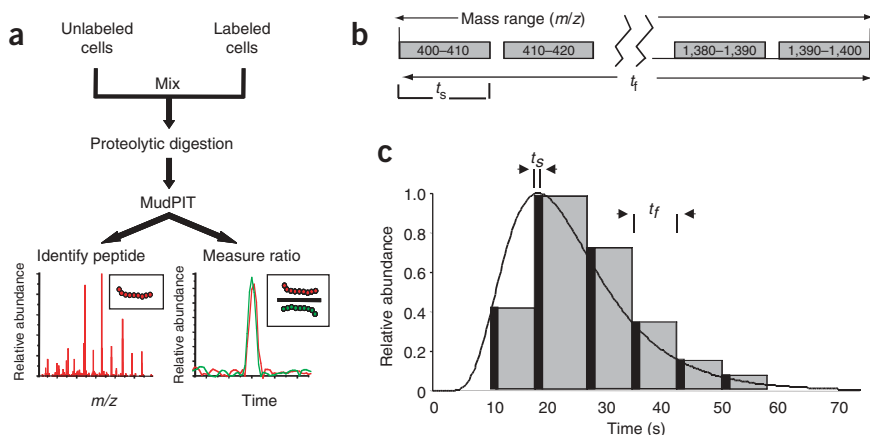 a
Unlabeled cells
Labeled cells
Mix
Proteolytic digestion
MudPIT
Identify peptide
Measure ratio
Relative abundance
m/z
Relative abundance
Time
b
Mass range (m/z)
400–410
410–420
1,380–1,390
1,390–1,400
ts
tf
c
ts
tf
Relative abundance
1.0
0.8
0.6
0.4
0.2
0
0
10
20
30
40
50
60
70
Time (s)